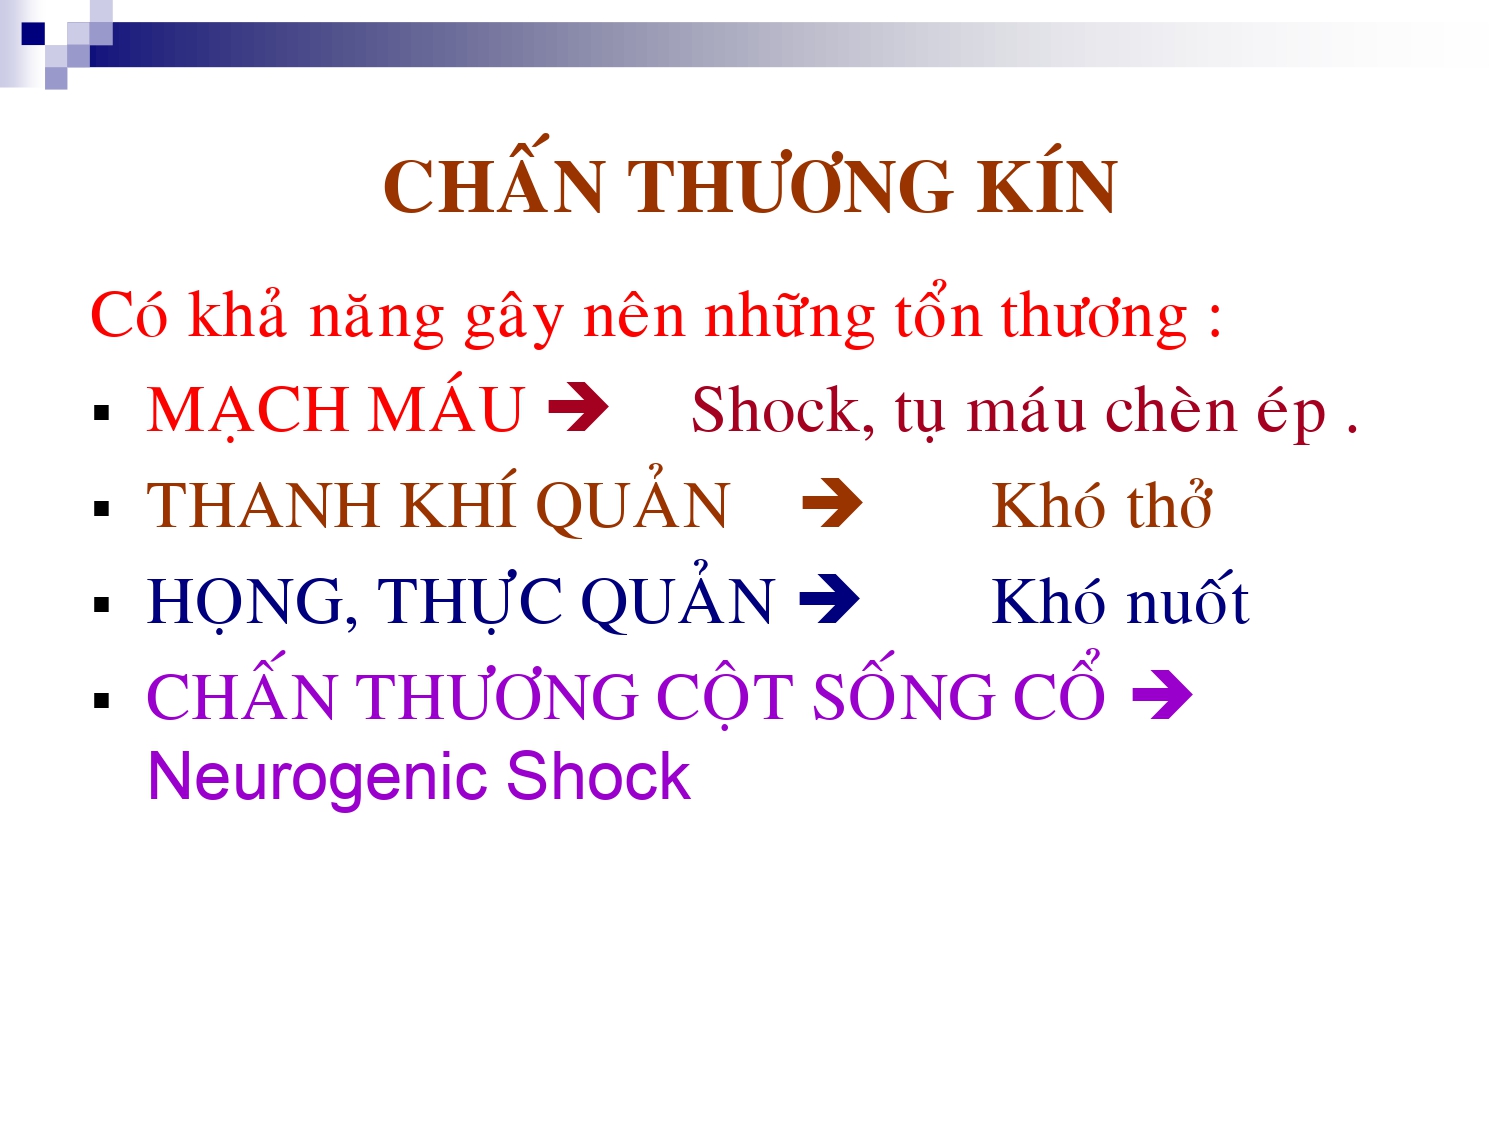 CHẤN THƯƠNG KÍN
Có khả năng gây nên những tổn thương :
▪ MẠCH MÁU ➔ Shock, tụ máu chèn ép .
▪ THANH KHÍ QUẢN ➔ Khó thở
▪ HỌNG, THỰC QUẢN ➔ Khó nuốt
▪ CHẤN THƯƠNG CỘT SỐNG CỔ ➔
Neurogenic Shock